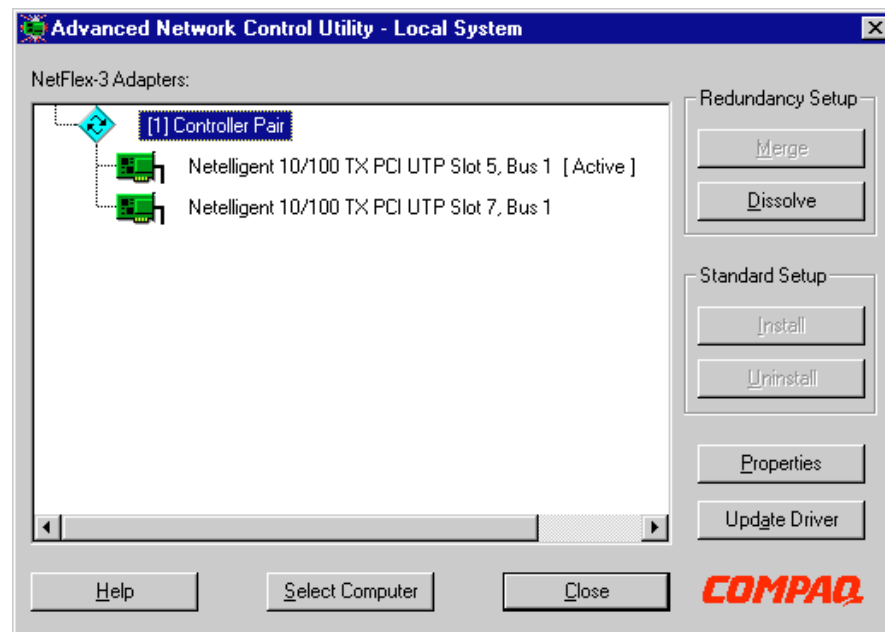 Advanced Network Control Utility - Local System
NetFlex-3 Adapters:
[1] Controller Pair
Netelligent 10/100 TX PCI UTP Slot 5, Bus 1 [ Active ]
Netelligent 10/100 TX PCI UTP Slot 7, Bus 1
Redundancy Setup
Merge
Dissolve
Standard Setup
Install
Uninstall
Properties
Update Driver
Help
Select Computer
Close
COMPAQ